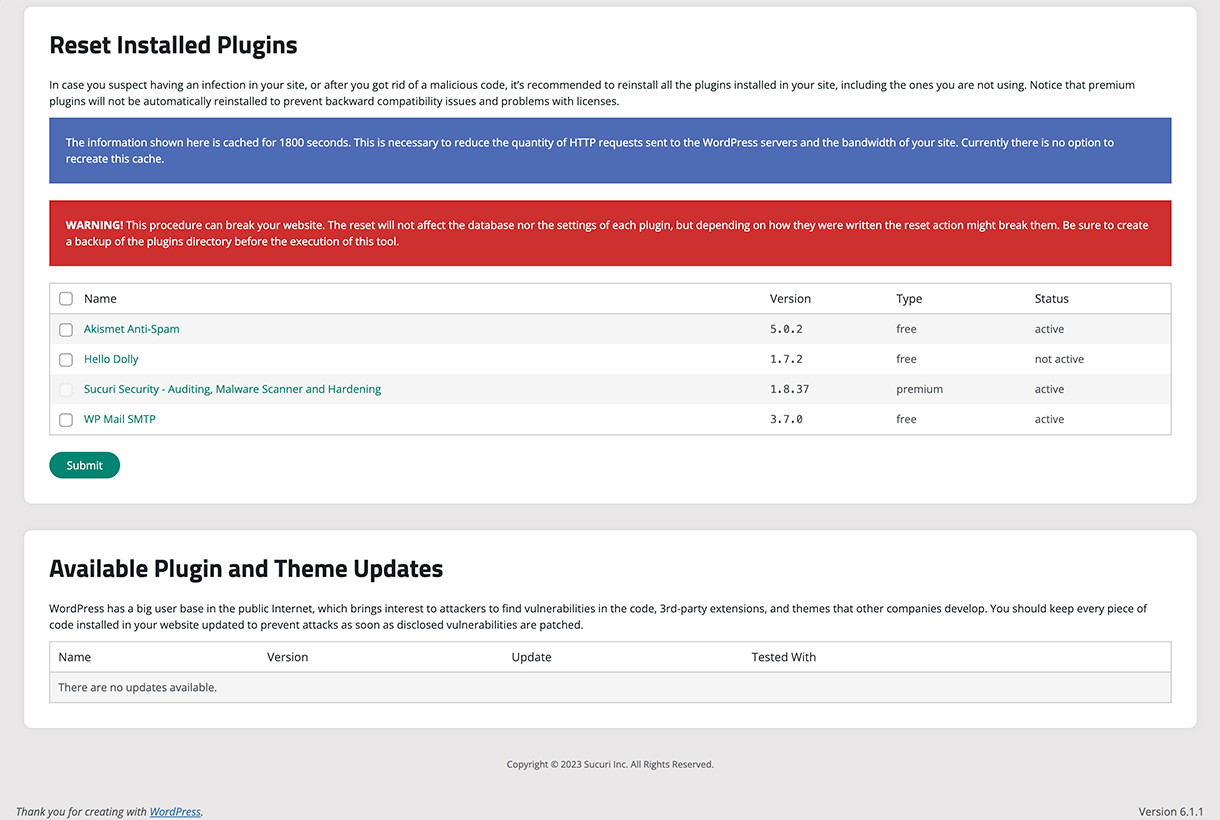 Reset Installed Plugins
In case you suspect having an infection in your site, or after you got rid of a malicious code, it's recommended to reinstall all the plugins installed in your site, including the ones you are not using. Notice that premium
plugins will not be automatically reinstalled to prevent backward compatibility issues and problems with licenses.
The information shown here is cached for 1800 seconds. This is necessary to reduce the quantity of HTTP requests sent to the WordPress servers and the bandwidth of your site. Currently there is no option to
recreate this cache.
WARNING! This procedure can break your website. The reset will not affect the database nor the settings of each plugin, but depending on how they were written the reset action might break them. Be sure to create
a backup of the plugins directory before the execution of this tool.
Name Version Type Status
Akismet Anti-Spam 5.0.2 free active
Hello Dolly 1.7.2 free not active
Sucuri Security - Auditing, Malware Scanner and Hardening 1.8.37 premium active
WP Mail SMTP 3.7.0 free active
Submit
Available Plugin and Theme Updates
WordPress has a big user base in the public Internet, which brings interest to attackers to find vulnerabilities in the code, 3rd-party extensions, and themes that other companies develop. You should keep every piece of
code installed in your website updated to prevent attacks as soon as disclosed vulnerabilities are patched.
Name Version Update Tested With
There are no updates available.
Copyright © 2023 Sucuri Inc. All Rights Reserved.
Thank you for creating with WordPress. Version 6.1.1